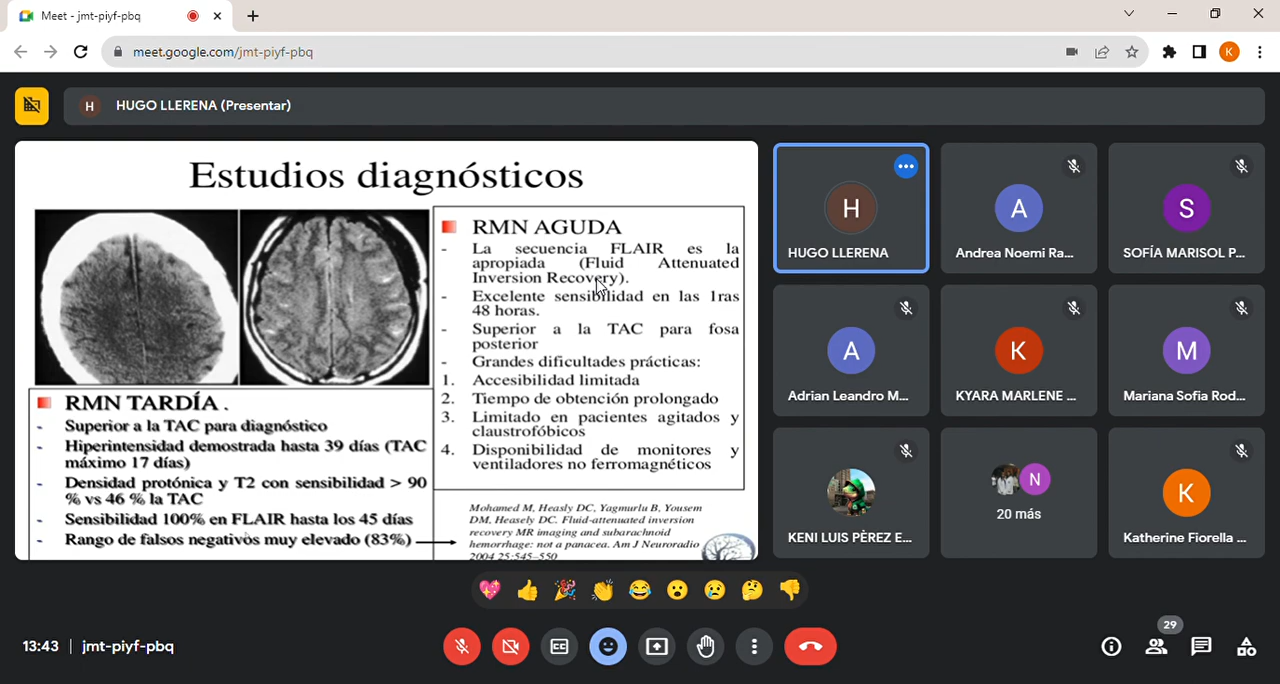 Meet - jmt-piyf-pbq
meet.google.com/jmt-piyf-pbq
K
H
HUGO LLERENA (Presentar)
Estudios diagnósticos
RMN AGUDA
- La secuencia FLAIR es la
apropiada (Fluid Attenuated
Inversion Recovery).
- Excelente sensibilidad en las 1ras
48 horas.
- Superior a la TAC para fosa
posterior
- Grandes dificultades prácticas:
1. Accesibilidad limitada
2. Tiempo de obtención prolongado
3. Limitado en pacientes agitados y
claustrofóbicos
4. Disponibilidad de monitores y
ventiladores no ferromagnéticos
RMN TARDÍA .
- Superior a la TAC para diagnóstico
- Hiperintensidad demostrada hasta 39 días (TAC
máximo 17 días)
- Densidad protónica y T2 con sensibilidad > 90
% vs 46 % la TAC
- Sensibilidad 100% en FLAIR hasta los 45 días
- Rango de falsos negativos muy elevado (83%)
Mohamed M, Heasly DC, Yagmurlu B, Yousem
DM, Heasely DC. Fluid-attenuated inversion
recovery MR imaging and subarachnoid
hemorrhage: not a panacea. Am J Neuroradio
2004 25:545–550
H
HUGO LLERENA
A
Andrea Noemi Ra...
S
SOFÍA MARISOL P...
A
Adrian Leandro M...
K
KYARA MARLENE ...
M
Mariana Sofia Rod...
KENI LUIS PÈREZ E...
N
20 más
K
Katherine Fiorella ...
13:43 | jmt-piyf-pbq
29